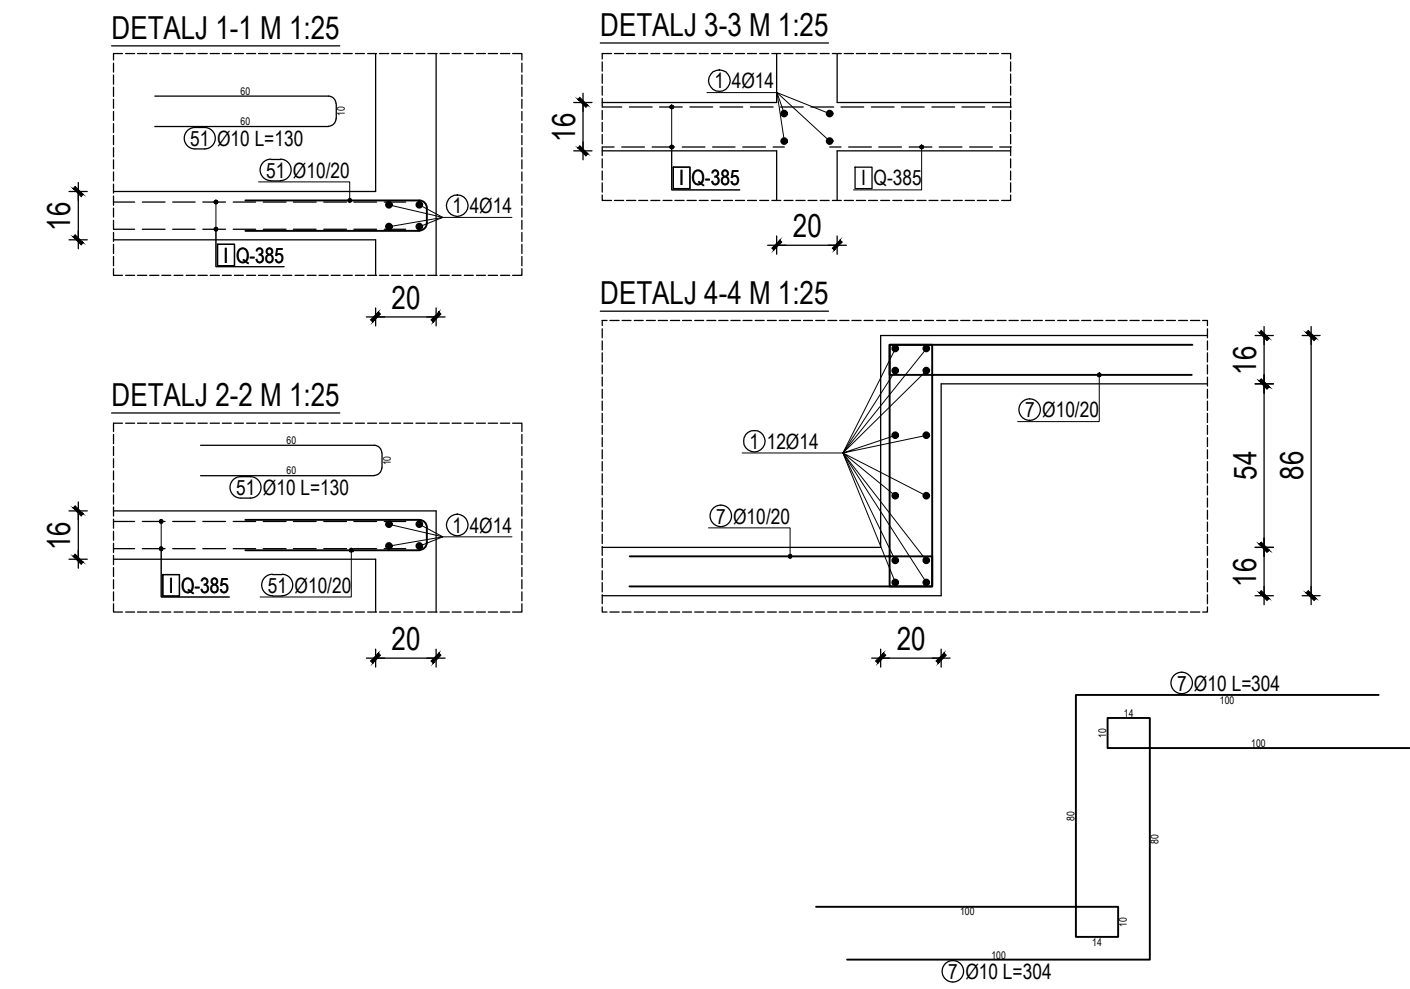 DETALJ 1-1 M 1:25
60
10
60
51 Ø10 L=130
51 Ø10/20
1 4Ø14
16
I Q-385
20
DETALJ 2-2 M 1:25
60
10
60
51 Ø10 L=130
1 4Ø14
16
I Q-385
51 Ø10/20
20
DETALJ 3-3 M 1:25
1 4Ø14
16
I Q-385
I Q-385
20
DETALJ 4-4 M 1:25
16
7 Ø10/20
1 12Ø14
54
86
7 Ø10/20
16
20
7 Ø10 L=304
100
14
10
100
80
80
100
10
14
100
7 Ø10 L=304